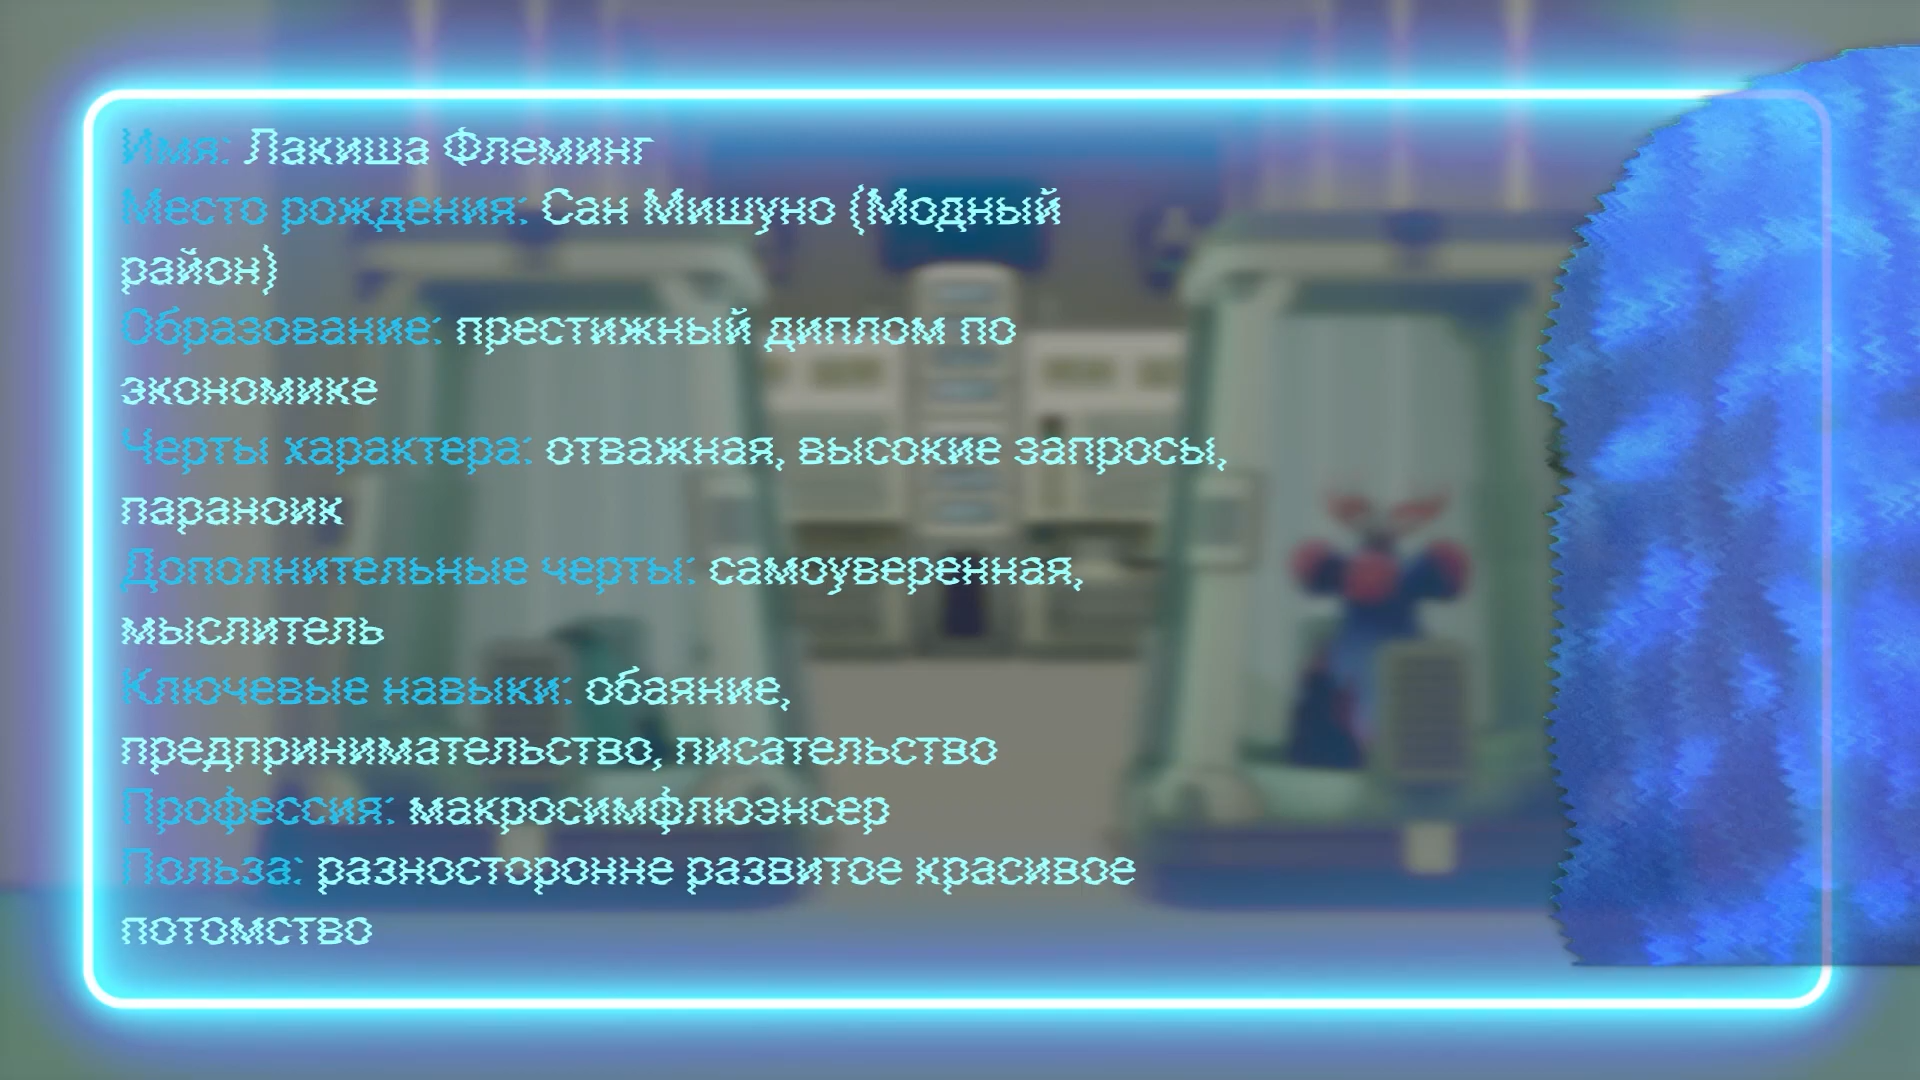 Имя: Лакиша Флеминг
Место рождения: Сан Мишуно (Модный
район)
Образование: престижный диплом по
экономике
Черты характера: отважная, высокие запросы,
параноик
Дополнительные черты: самоуверенная,
мыслитель
Ключевые навыки: обаяние,
предпринимательство, писательство
Профессия: макросимфлюэнсер
Польза: разносторонне развитое красивое
потомство